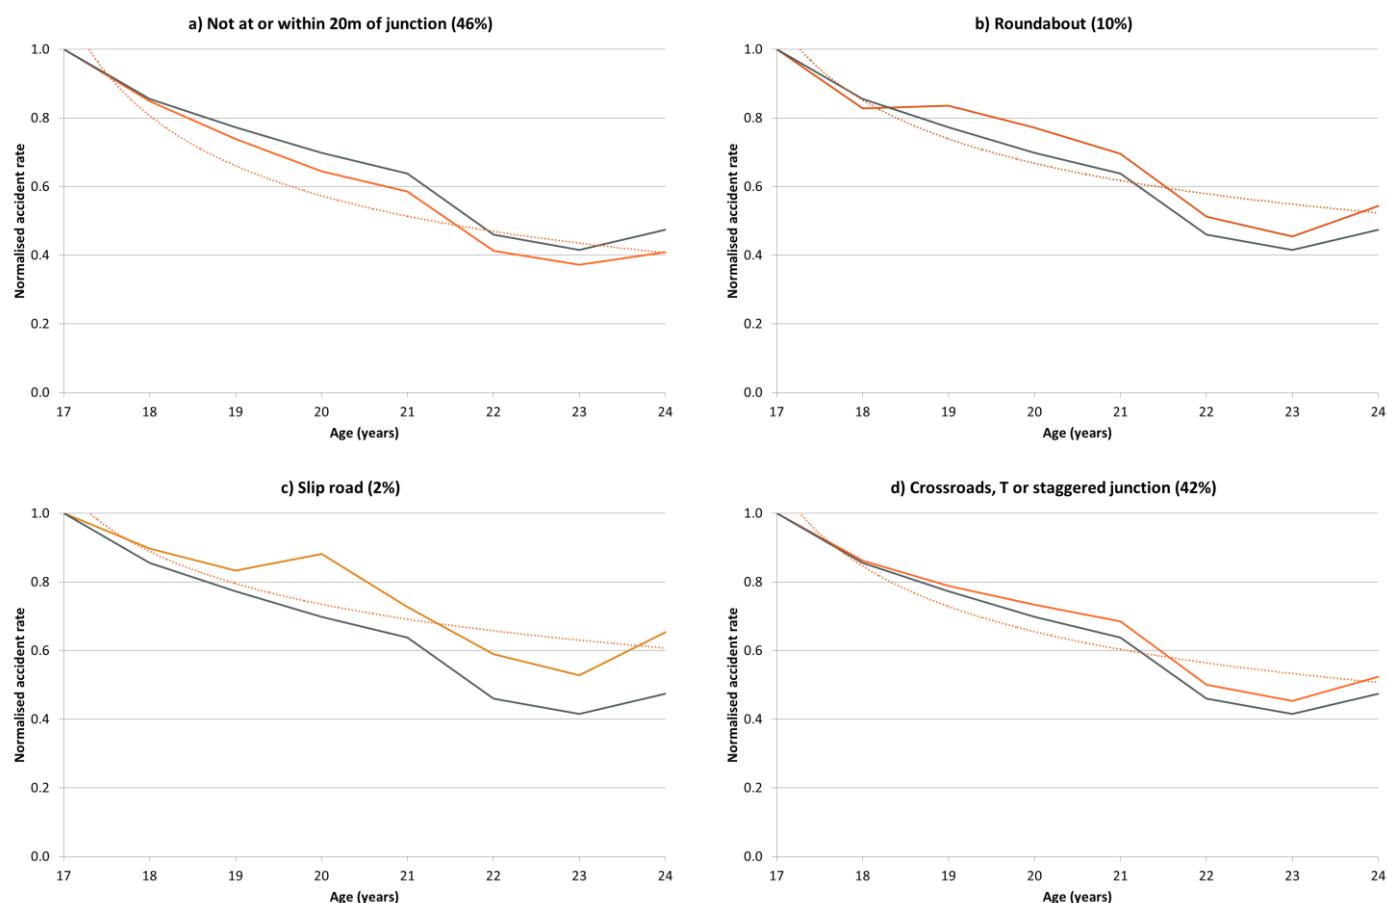 a) Not at or within 20m of junction (46%)
Normalised accident rate
1.0
0.8
0.6
0.4
0.2
0.0
17 18 19 20 21 22 23 24
Age (years)
b) Roundabout (10%)
Normalised accident rate
1.0
0.8
0.6
0.4
0.2
0.0
17 18 19 20 21 22 23 24
Age (years)
c) Slip road (2%)
Normalised accident rate
1.0
0.8
0.6
0.4
0.2
0.0
17 18 19 20 21 22 23 24
Age (years)
d) Crossroads, T or staggered junction (42%)
Normalised accident rate
1.0
0.8
0.6
0.4
0.2
0.0
17 18 19 20 21 22 23 24
Age (years)